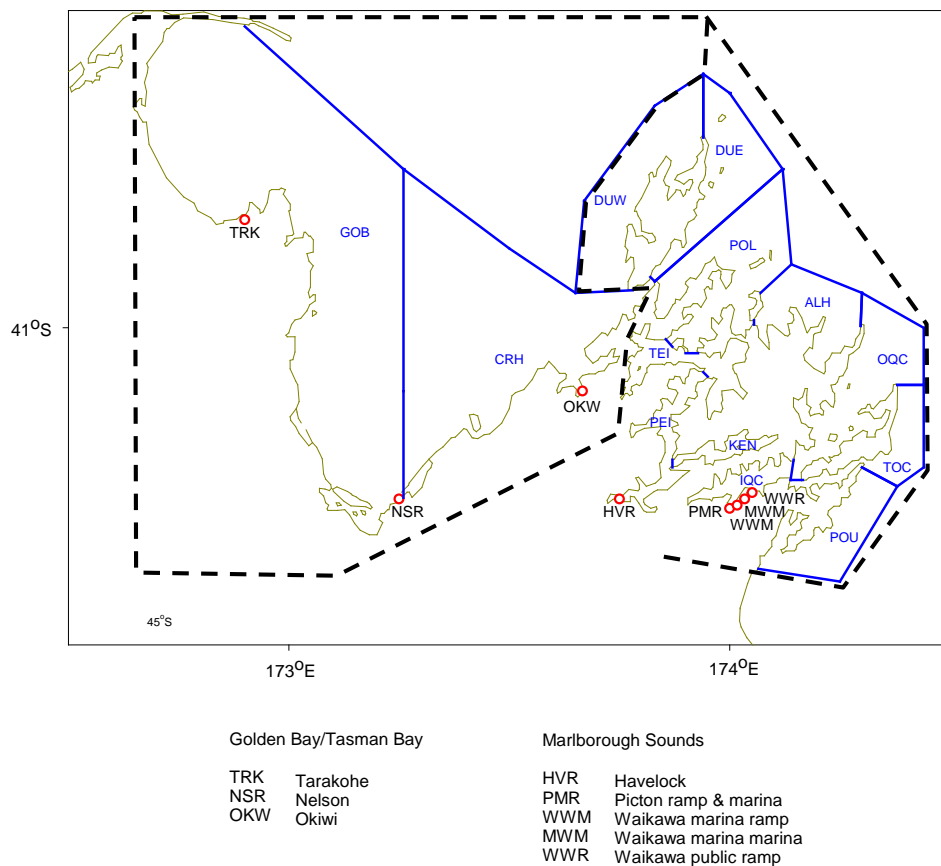 DUE
DUW
TRK
GOB
POL
41°S
ALH
CRH
TEI
OQC
OKW
PEI
KEN
TOC
IQC
WWR
NSR
HVR
PMR
MWM
WWM
POU
45°S
173°E
174°E
Golden Bay/Tasman Bay
TRK Tarakohe
NSR Nelson
OKW Okiwi
Marlborough Sounds
HVR Havelock
PMR Picton ramp & marina
WWM Waikawa marina ramp
MWM Waikawa marina marina
WWR Waikawa public ramp